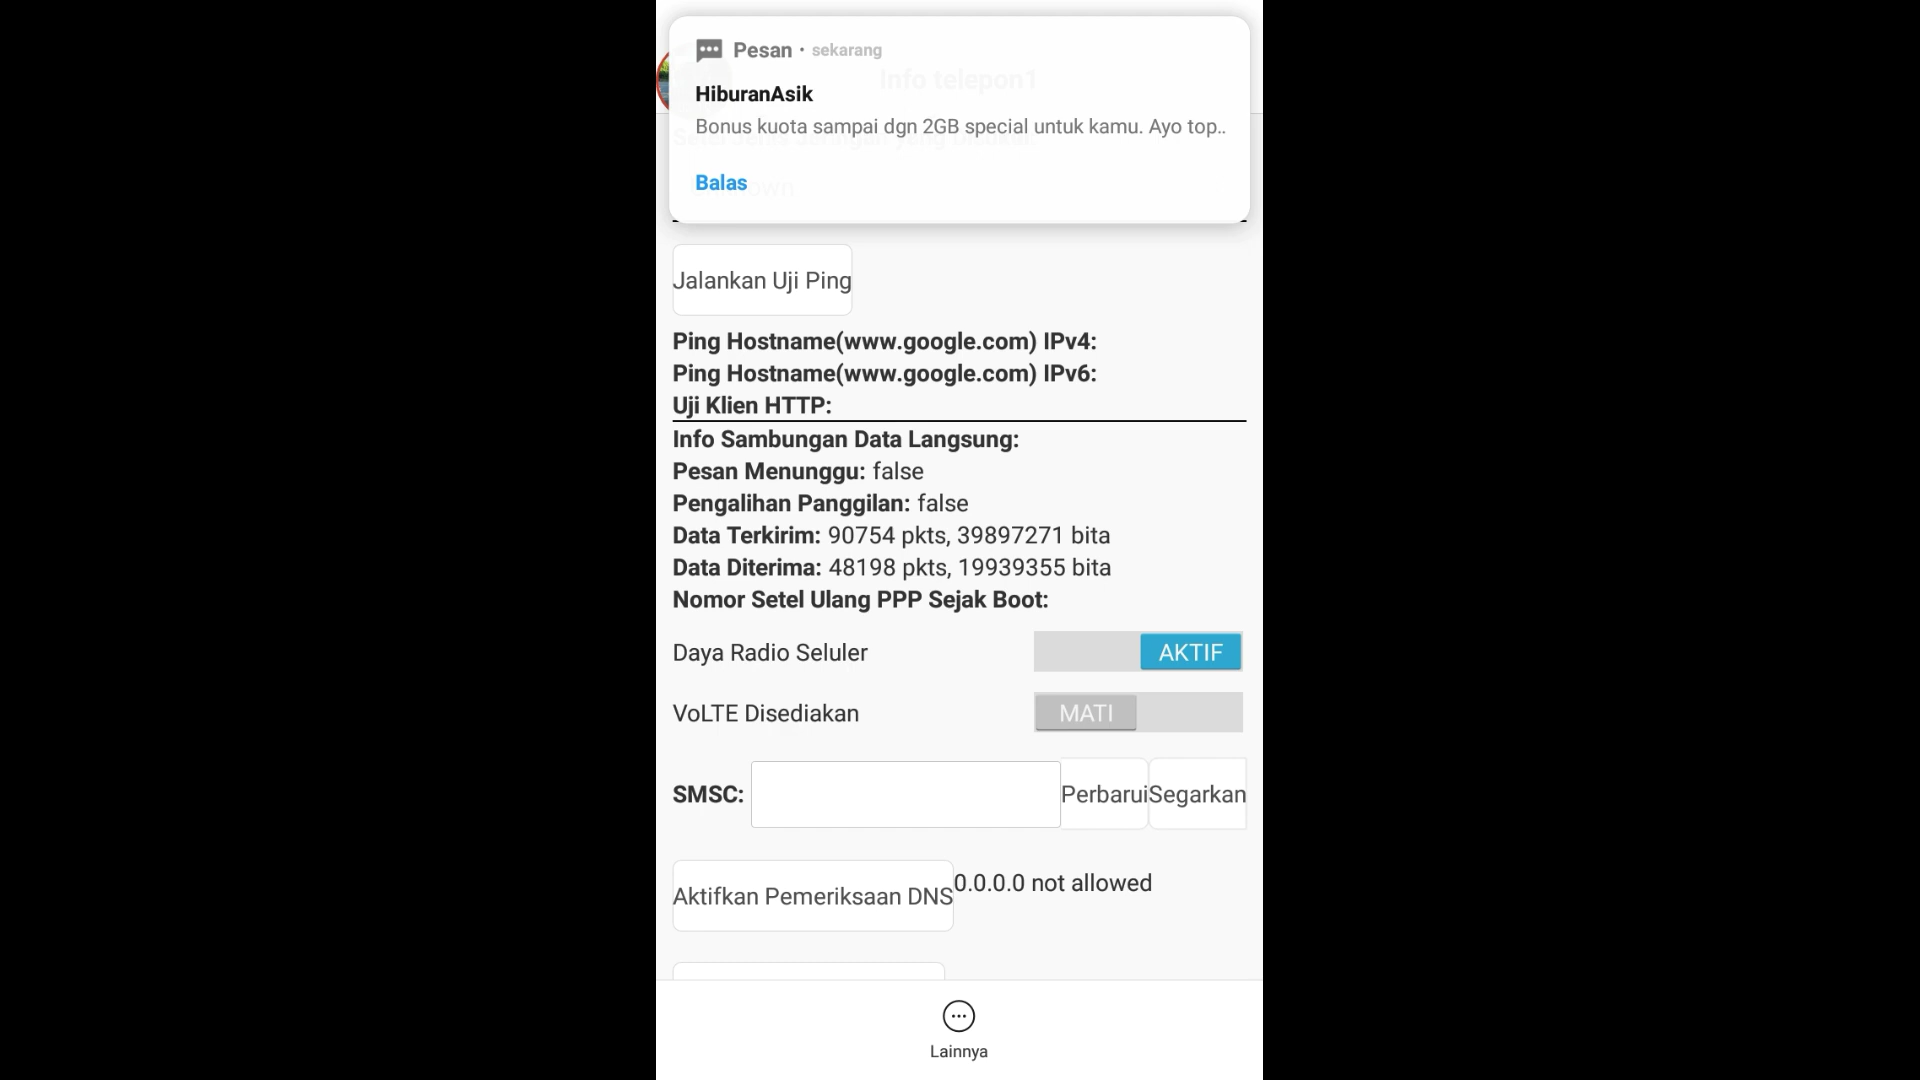 Pesan • sekarang
Info telepon1
HiburanAsik
Bonus kuota sampai dgn 2GB special untuk kamu. Ayo top..
Balas
Jalankan Uji Ping
Ping Hostname(www.google.com) IPv4:
Ping Hostname(www.google.com) IPv6:
Uji Klien HTTP:
Info Sambungan Data Langsung:
Pesan Menunggu: false
Pengalihan Panggilan: false
Data Terkirim: 90754 pkts, 39897271 bita
Data Diterima: 48198 pkts, 19939355 bita
Nomor Setel Ulang PPP Sejak Boot:
Daya Radio Seluler AKTIF
VoLTE Disediakan MATI
SMSC: Perbarui Segarkan
Aktifkan Pemeriksaan DNS 0.0.0.0 not allowed
Lainnya